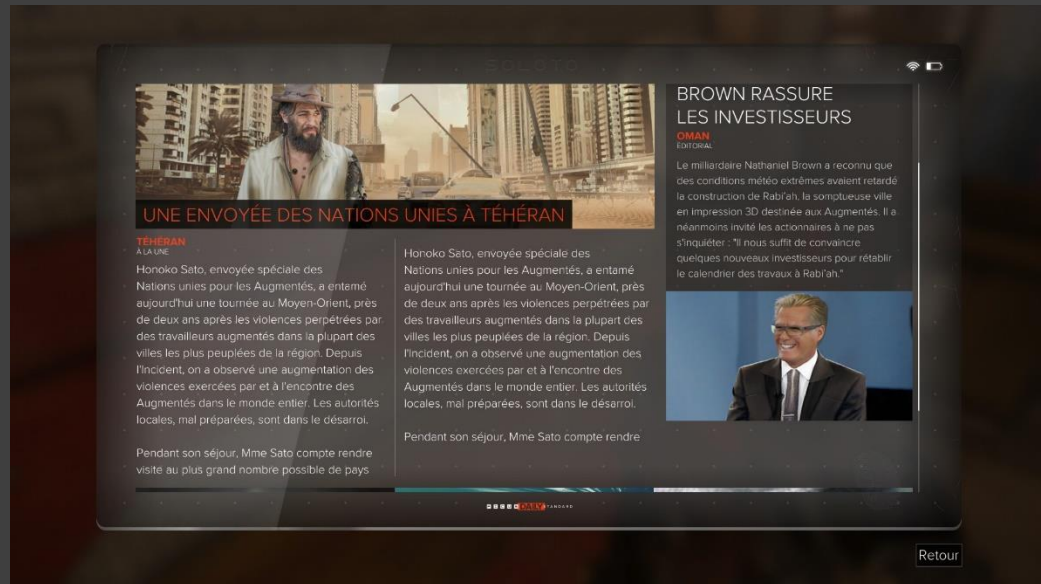 SOLOTO
UNE ENVOYÉE DES NATIONS UNIES À TÉHÉRAN
TÉHÉRAN
À LA UNE
Honoko Sato, envoyée spéciale des
Nations unies pour les Augmentés, a entamé
aujourd'hui une tournée au Moyen-Orient, près
de deux ans après les violences perpétrées par
des travailleurs augmentés dans la plupart des
villes les plus peuplées de la région. Depuis
l'Incident, on a observé une augmentation des
violences exercées par et à l'encontre des
Augmentés dans le monde entier. Les autorités
locales, mal préparées, sont dans le désarroi.
Pendant son séjour, Mme Sato compte rendre
visite au plus grand nombre possible de pays
Honoko Sato, envoyée spéciale des
Nations unies pour les Augmentés, a entamé
aujourd'hui une tournée au Moyen-Orient, près
de deux ans après les violences perpétrées par
des travailleurs augmentés dans la plupart des
villes les plus peuplées de la région. Depuis
l'Incident, on a observé une augmentation des
violences exercées par et à l'encontre des
Augmentés dans le monde entier. Les autorités
locales, mal préparées, sont dans le désarroi.
Pendant son séjour, Mme Sato compte rendre
BROWN RASSURE
LES INVESTISSEURS
OMAN
ÉDITORIAL
Le milliardaire Nathaniel Brown a reconnu que
des conditions météo extrêmes avaient retardé
la construction de Rabi'ah, la somptueuse ville
en impression 3D destinée aux Augmentés. Il a
néanmoins invité les actionnaires à ne pas
s'inquiéter : "Il nous suffit de convaincre
quelques nouveaux investisseurs pour rétablir
le calendrier des travaux à Rabi'ah."
PICUS DAILY STANDARD
Retour